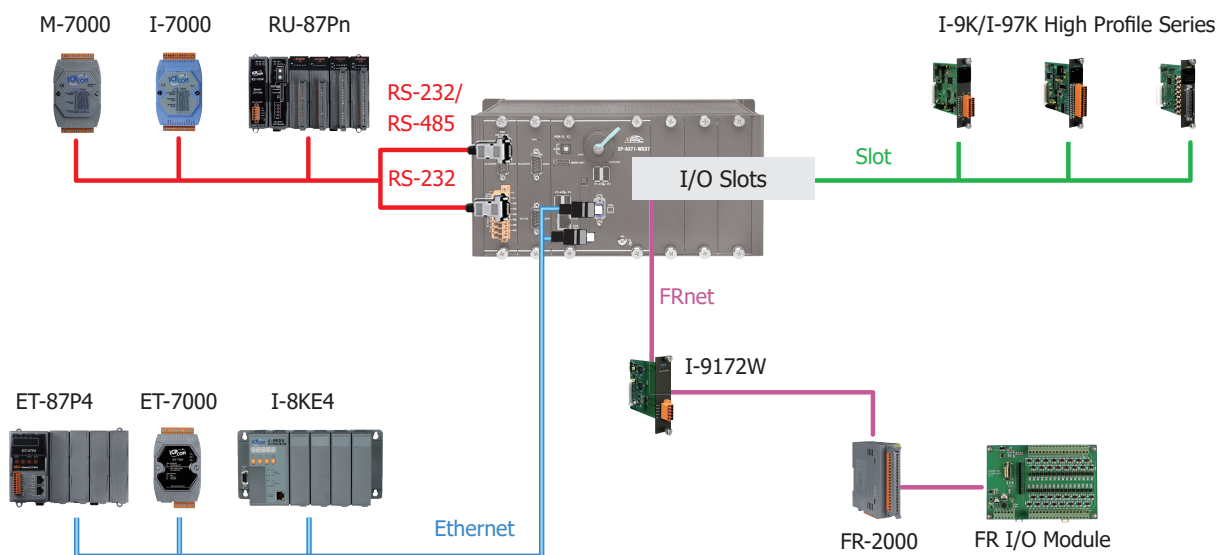 M-7000
I-7000
RU-87Pn
I-9K/I-97K High Profile Series
RS-232/
RS-485
RS-232
I/O Slots
Slot
FRnet
I-9172W
ET-87P4
ET-7000
I-8KE4
I-8KE4
Ethernet
FR-2000
FR I/O Module